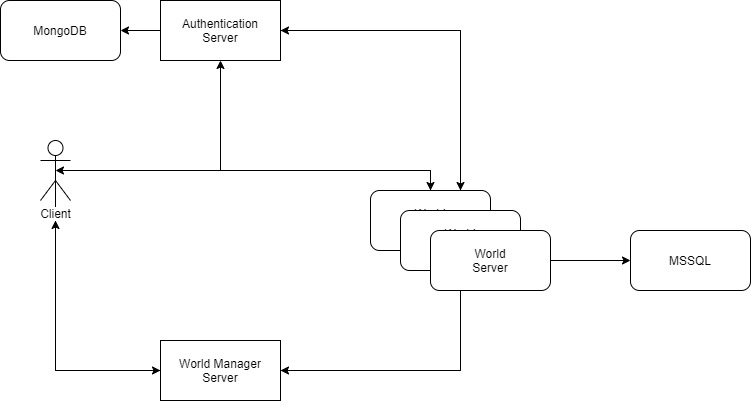 MongoDB
Authentication
Server
Client
World
Server
MSSQL
World Manager
Server